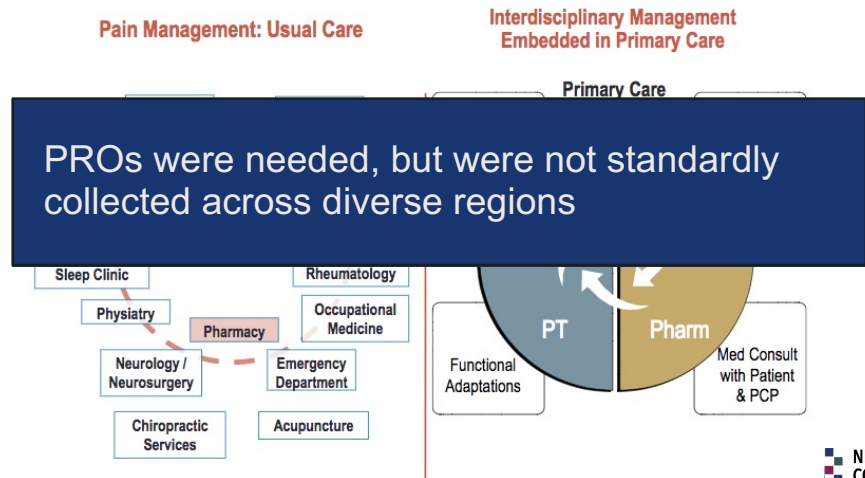 Pain Management: Usual Care
Interdisciplinary Management
Embedded in Primary Care
Primary Care
PROs were needed, but were not standardly
collected across diverse regions
Sleep Clinic
Rheumatology
Physiatry
Pharmacy
Occupational
Medicine
Neurology /
Neurosurgery
Emergency
Department
Chiropractic
Services
Acupuncture
PT
Pharm
Functional
Adaptations
Med Consult
with Patient
& PCP